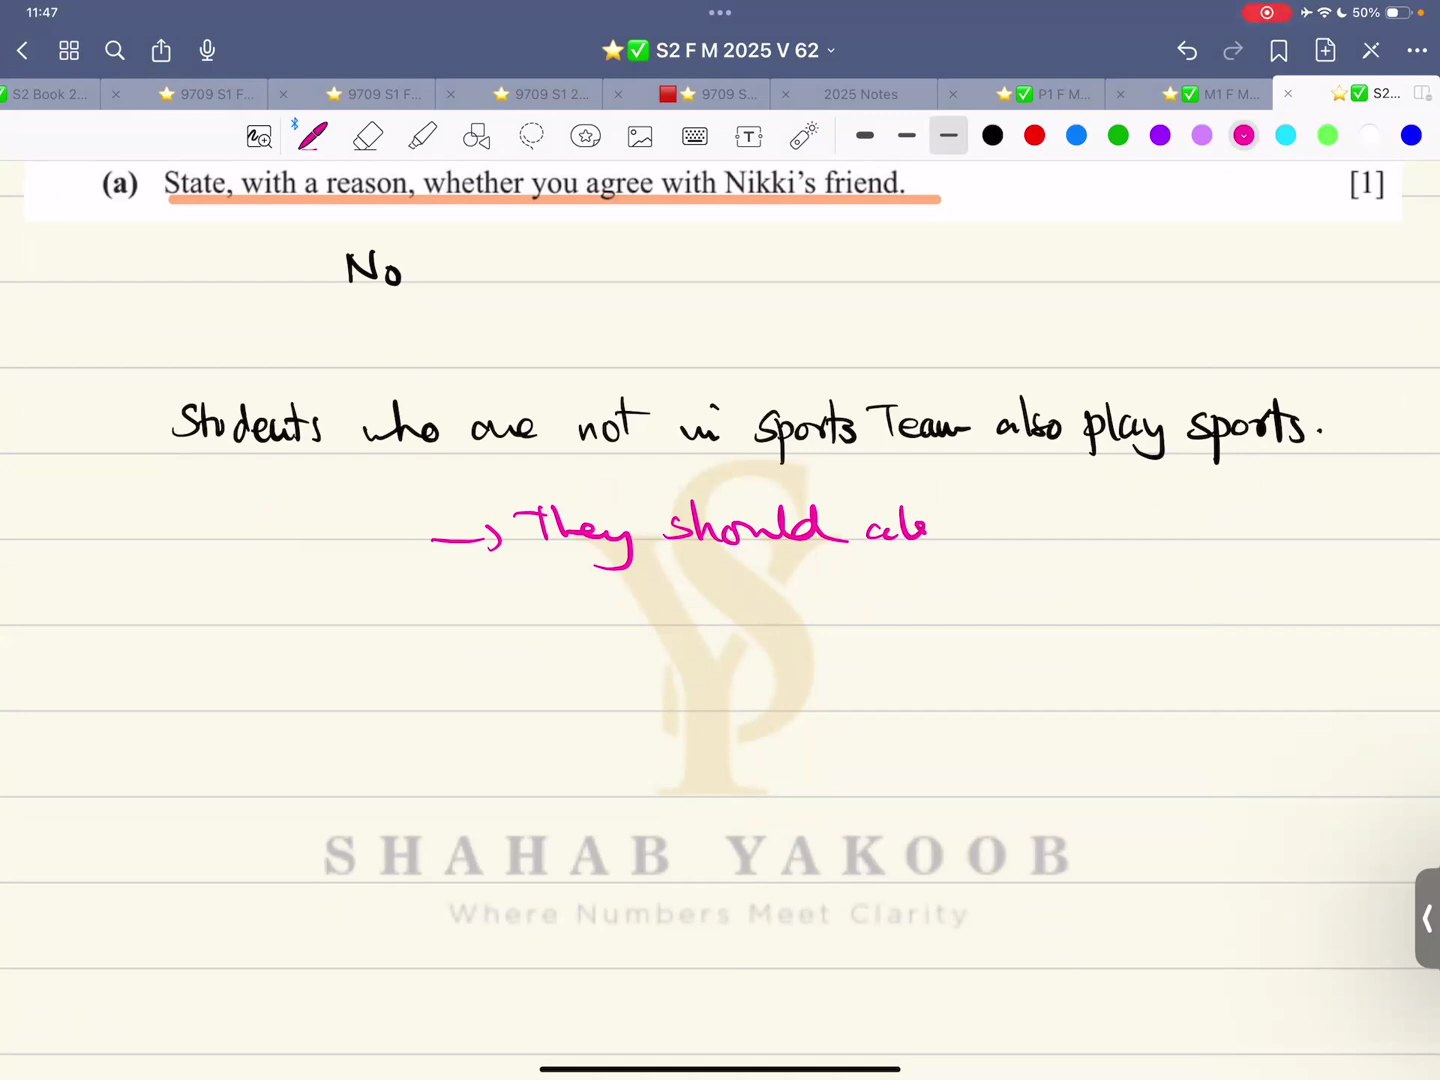 11:47
50%
S2 F M 2025 V 62
S2 Book 2...
9709 S1 F...
9709 S1 F...
9709 S1 2...
9709 S...
2025 Notes
P1 F M...
M1 F M...
S2...
(a) State, with a reason, whether you agree with Nikki's friend. [1]
No
Students who are not in sports Team also play sports.
→ They should als
SHAHAB YAKOOB
Where Numbers Meet Clarity